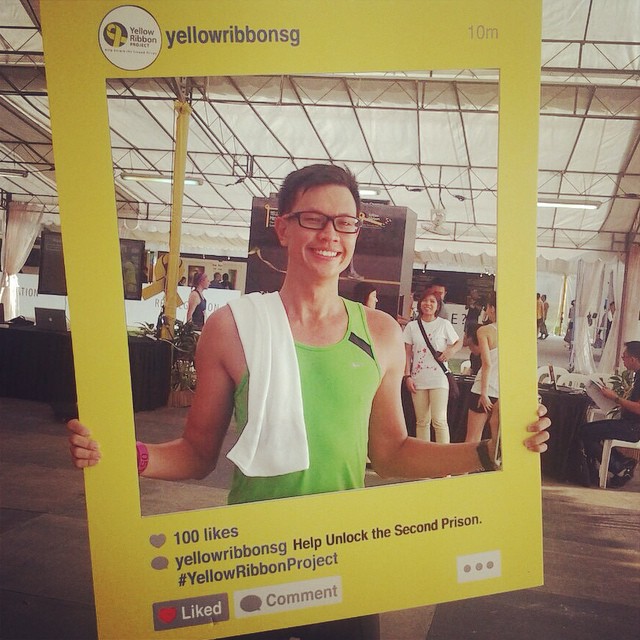 Yellow
Ribbon
PROJECT
yellowribbonsg
10m
100 likes
yellowribbonsg Help Unlock the Second Prison.
#YellowRibbonProject
Liked
Comment